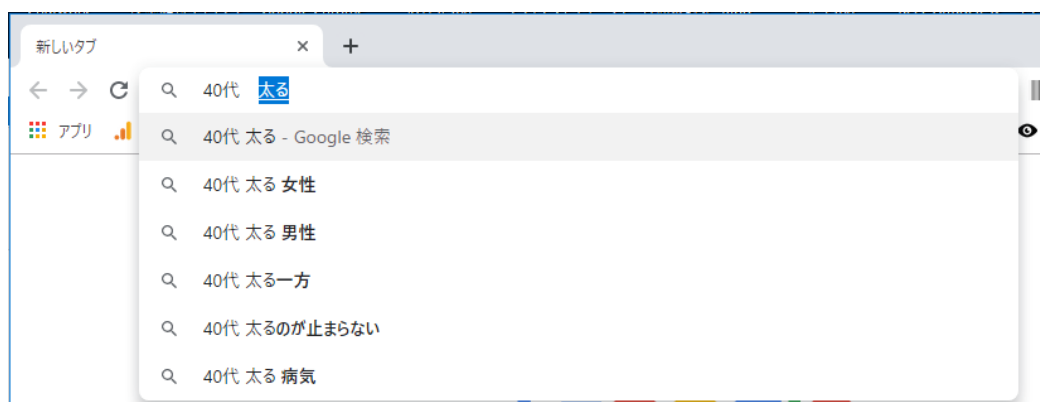 新しいタブ
40代　太る
アプリ
40代 太る - Google 検索
40代 太る 女性
40代 太る 男性
40代 太る一方
40代 太るのが止まらない
40代 太る 病気